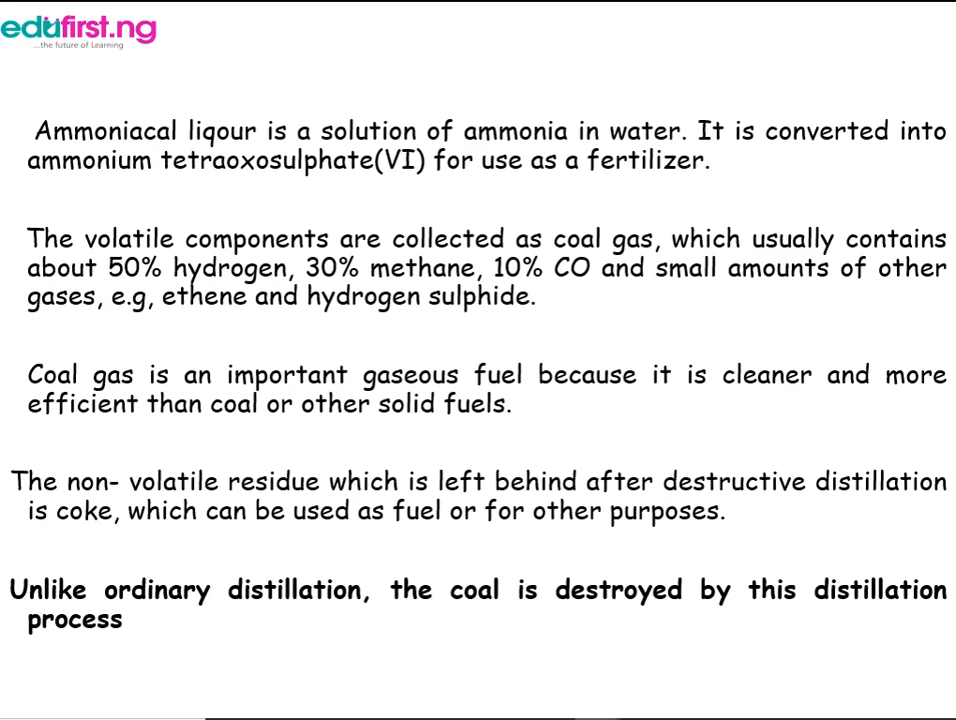 edufirst.ng
...the future of Learning
Ammoniacal liqour is a solution of ammonia in water. It is converted into
ammonium tetraoxosulphate(VI) for use as a fertilizer.
The volatile components are collected as coal gas, which usually contains
about 50% hydrogen, 30% methane, 10% CO and small amounts of other
gases, e.g, ethene and hydrogen sulphide.
Coal gas is an important gaseous fuel because it is cleaner and more
efficient than coal or other solid fuels.
The non- volatile residue which is left behind after destructive distillation
is coke, which can be used as fuel or for other purposes.
Unlike ordinary distillation, the coal is destroyed by this distillation
process